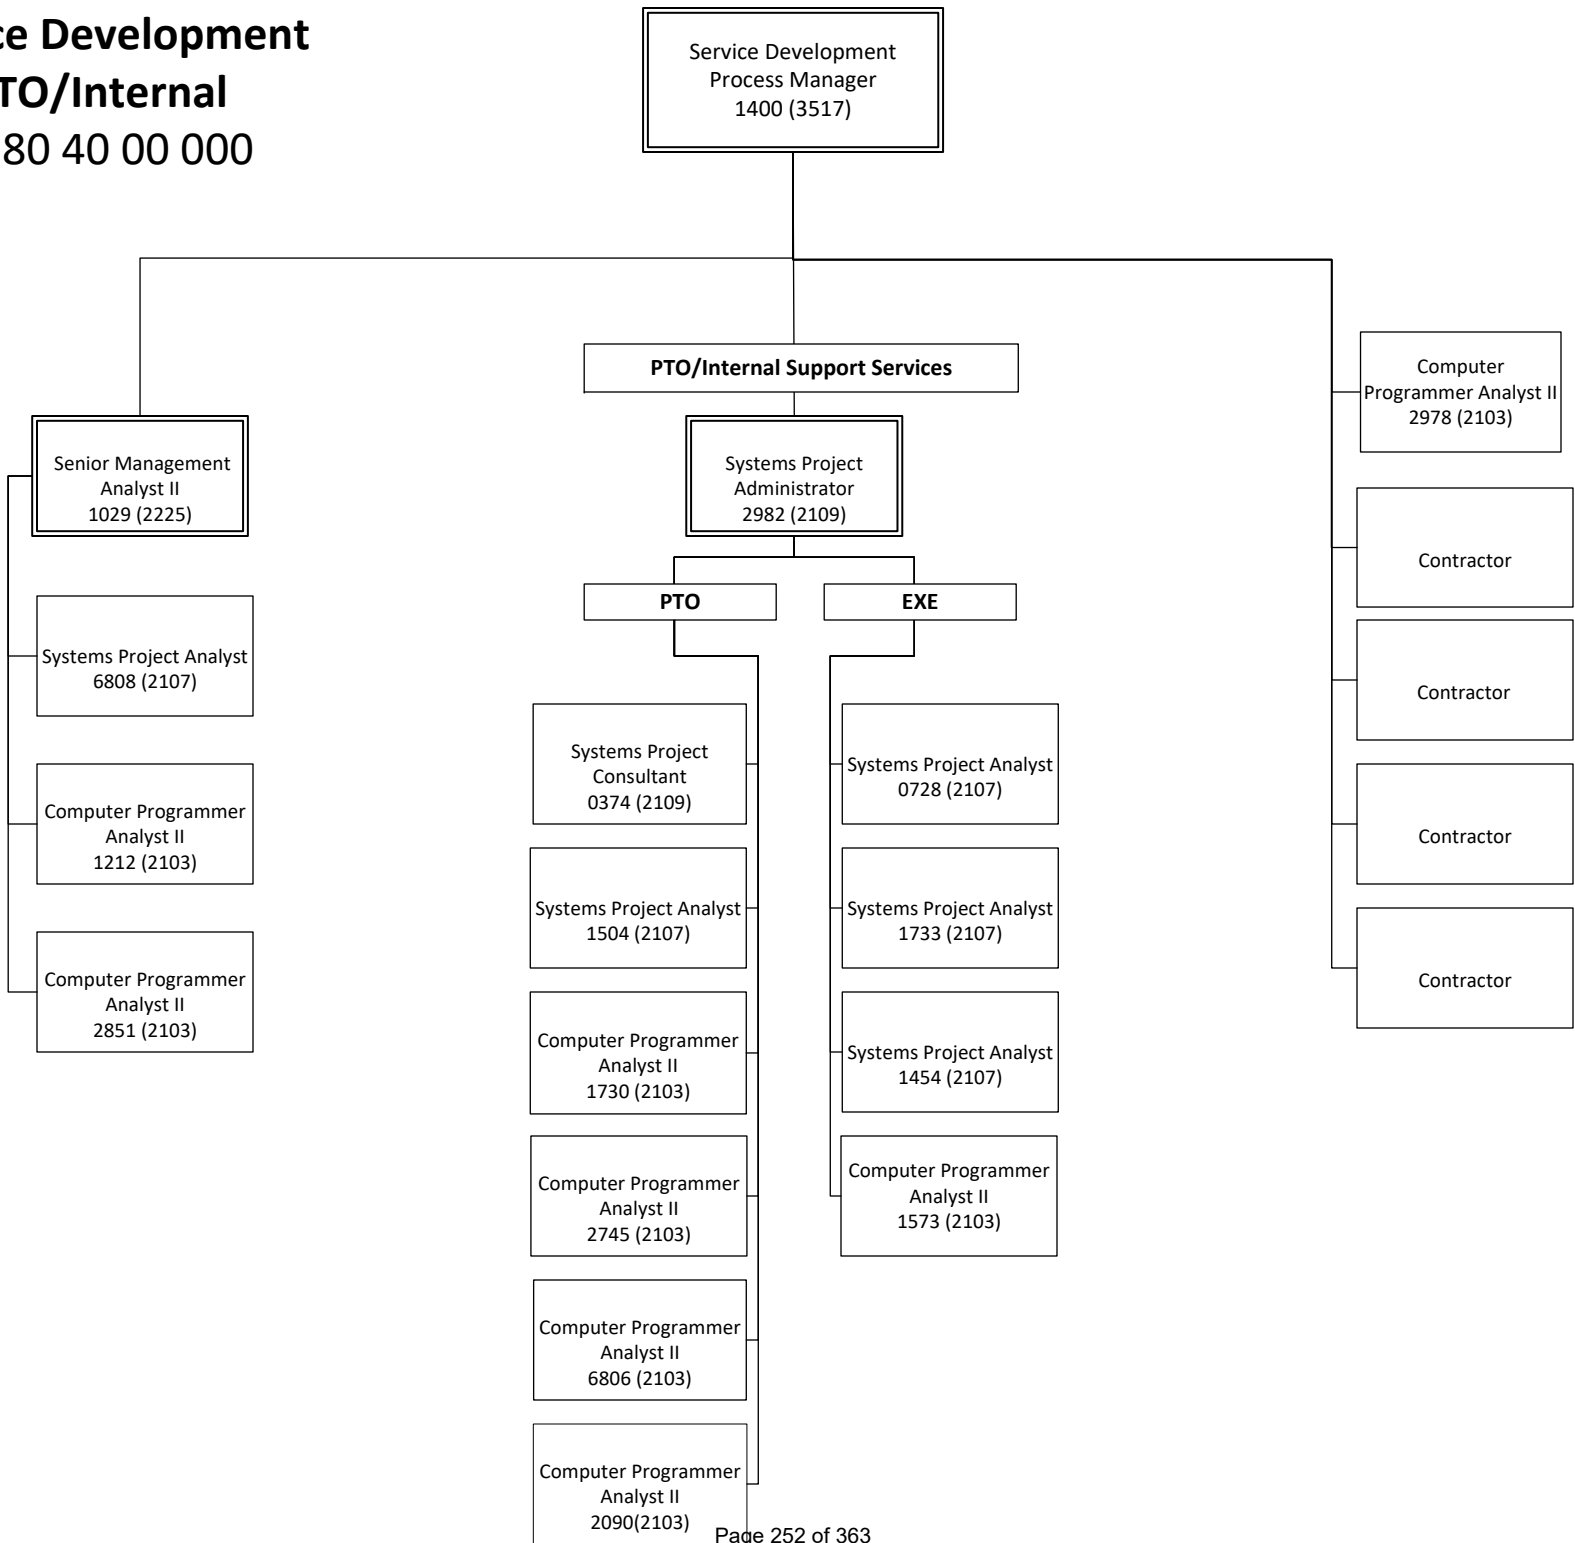 ce Development
TO/Internal
80 40 00 000
Service Development
Process Manager
1400 (3517)
PTO/Internal Support Services
Senior Management
Analyst II
1029 (2225)
Systems Project Analyst
6808 (2107)
Computer Programmer
Analyst II
1212 (2103)
Computer Programmer
Analyst II
2851 (2103)
Systems Project
Administrator
2982 (2109)
PTO
Systems Project
Consultant
0374 (2109)
Systems Project Analyst
1504 (2107)
Computer Programmer
Analyst II
1730 (2103)
Computer Programmer
Analyst II
2745 (2103)
Computer Programmer
Analyst II
6806 (2103)
Computer Programmer
Analyst II
2090(2103)
EXE
Systems Project Analyst
0728 (2107)
Systems Project Analyst
1733 (2107)
Systems Project Analyst
1454 (2107)
Computer Programmer
Analyst II
1573 (2103)
Computer
Programmer Analyst II
2978 (2103)
Contractor
Contractor
Contractor
Contractor
Page 252 of 363